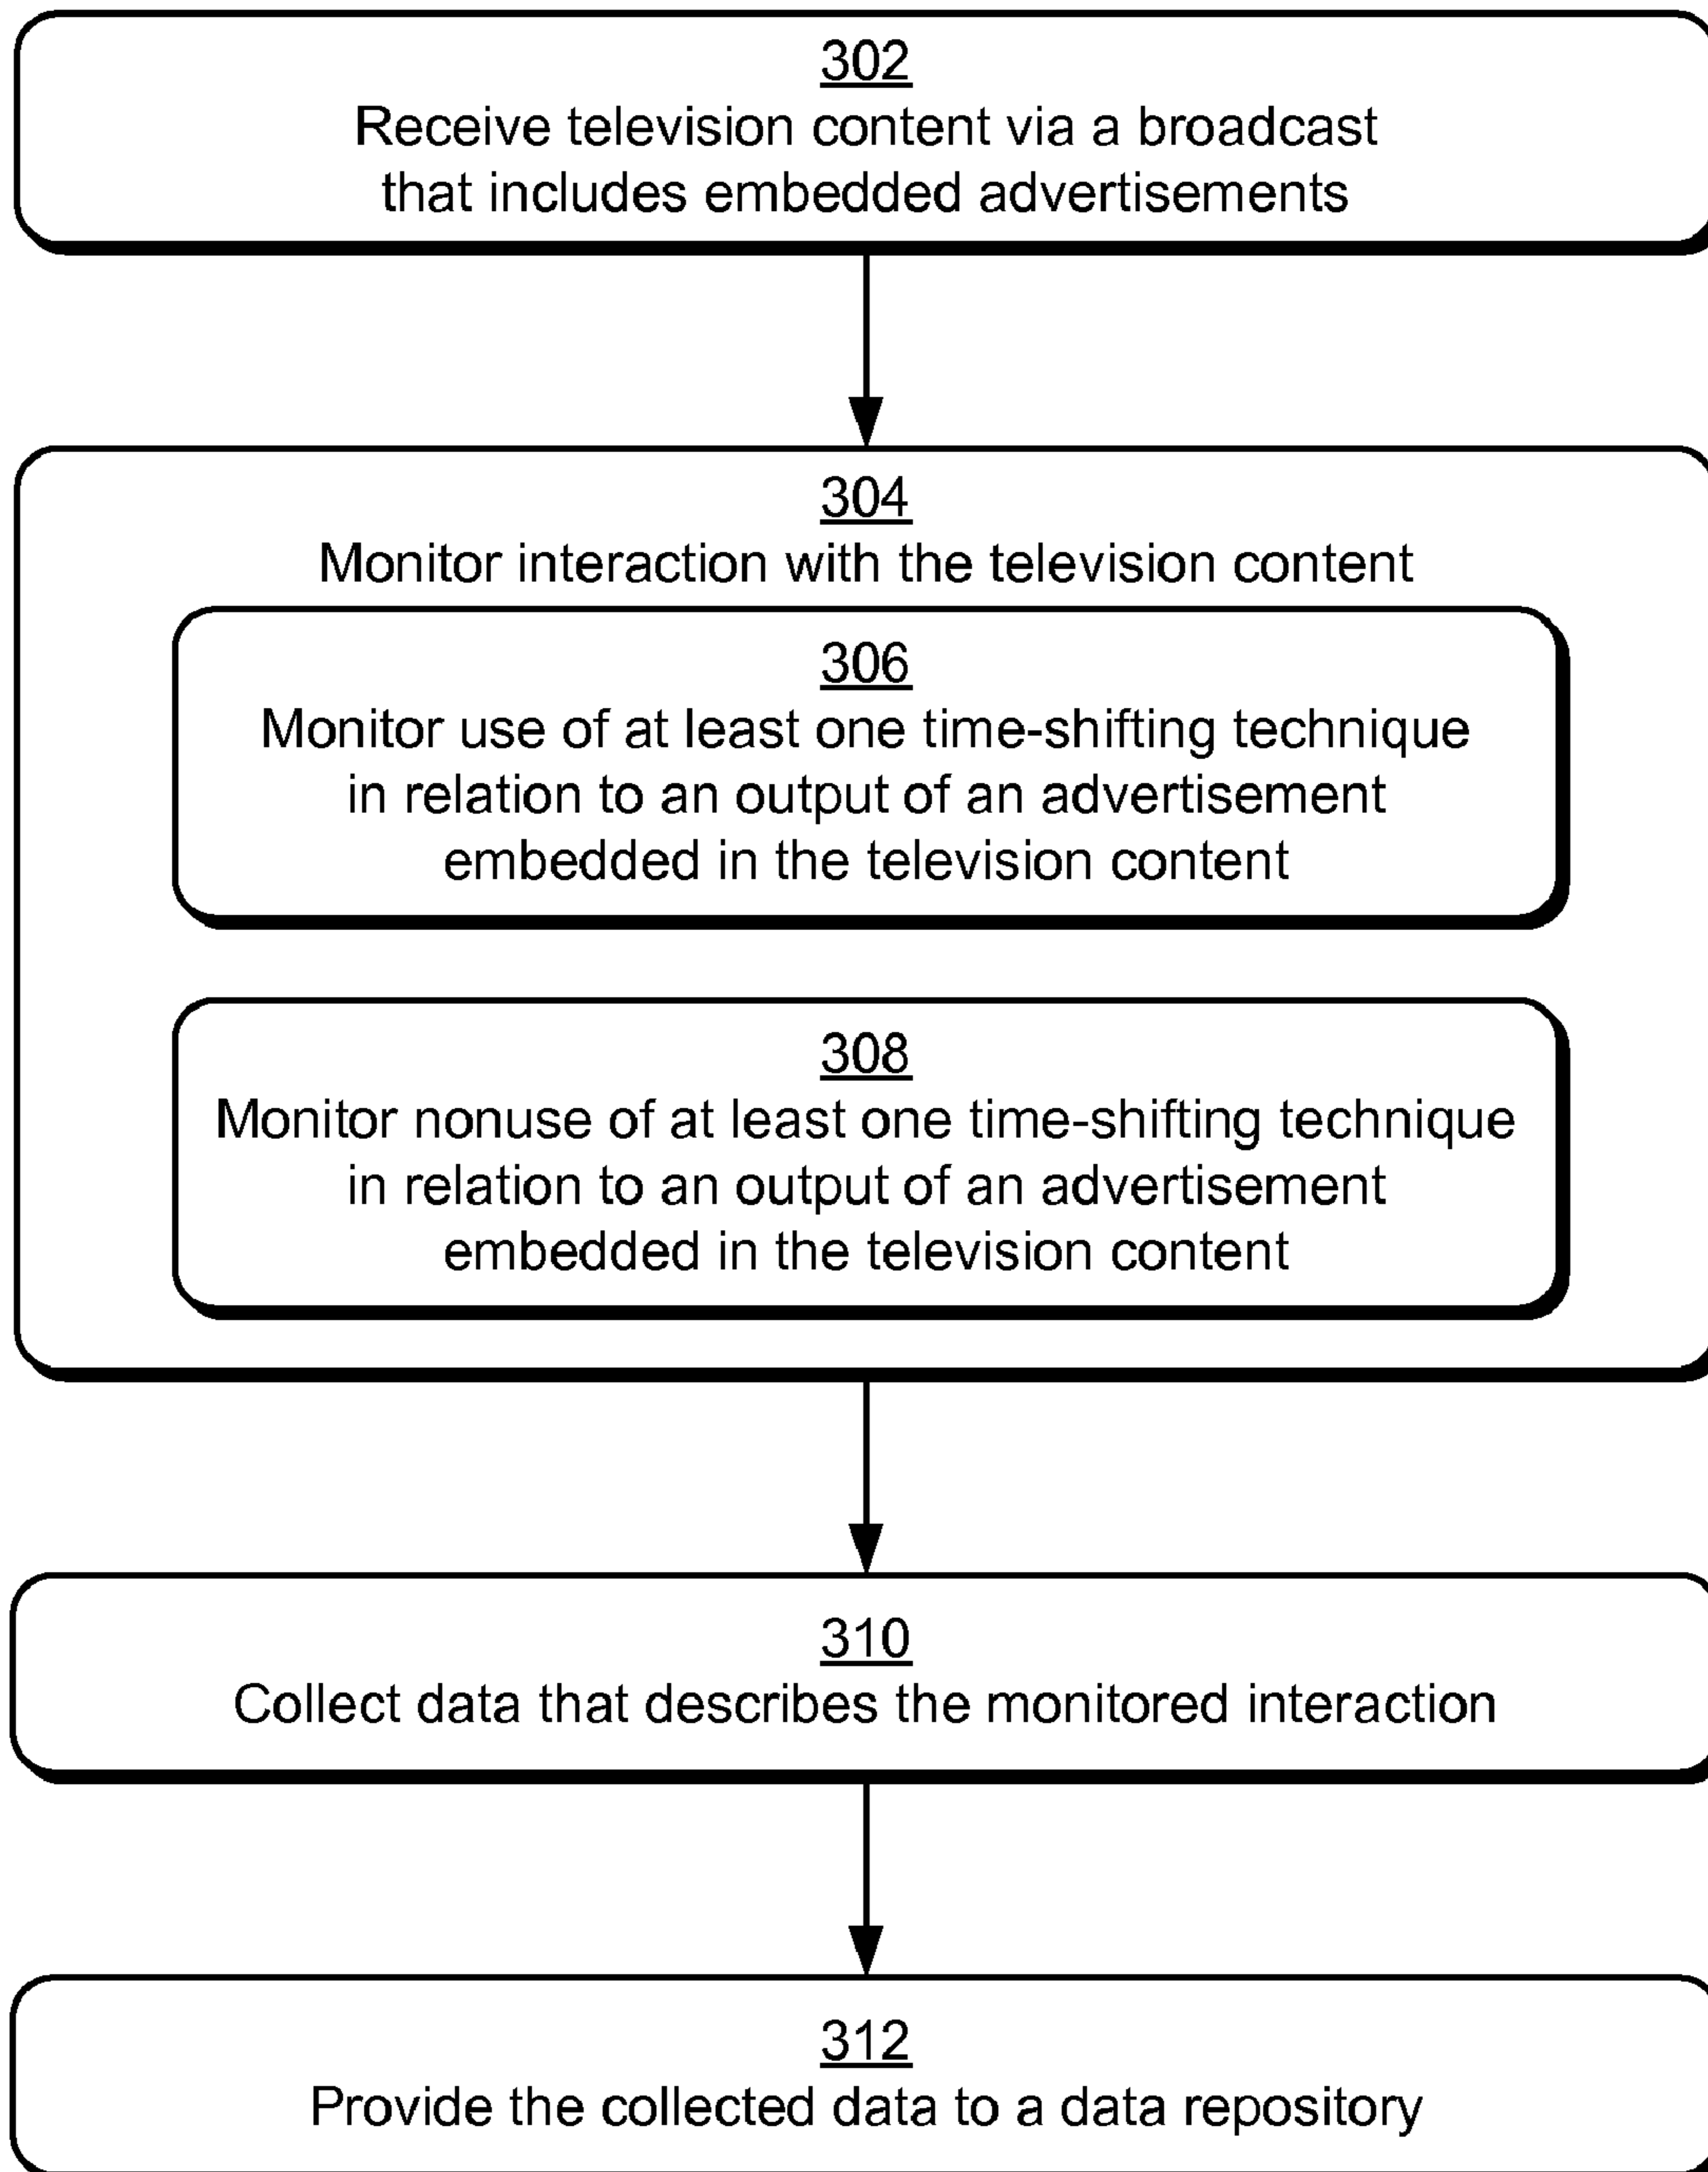 302
Receive television content via a broadcast
that includes embedded advertisements
304
Monitor interaction with the television content
306
Monitor use of at least one time-shifting technique
in relation to an output of an advertisement
embedded in the television content
308
Monitor nonuse of at least one time-shifting technique
in relation to an output of an advertisement
embedded in the television content
310
Collect data that describes the monitored interaction
312
Provide the collected data to a data repository